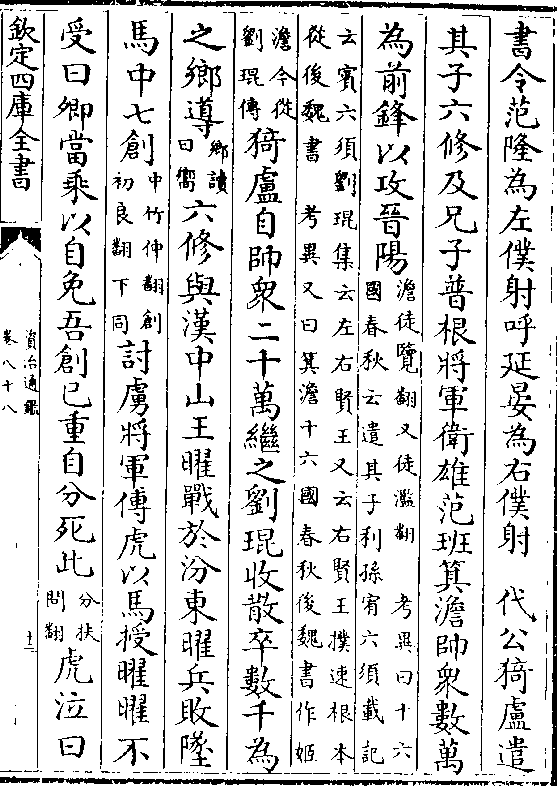 書令范隆為左僕射呼延晏為右僕射　代公猗盧遣
其子六修及兄子普根將軍衛雄范班箕澹帥衆數萬
為前鋒以攻晉陽
澹徒覽翻又徒濫翻　考異曰十六
國春秋云遣其子利孫宥六須載記
云賓六須劉琨集云左右賢王又云右賢王撲速根本
從後魏書　考異又曰箕澹十六國春秋後魏書作姬
澹今從
劉琨傳
猗盧自帥衆二十萬繼之劉琨收散卒數千為
之鄉導
鄉讀
曰嚮
六修與漢中山王曜戰於汾東曜兵敗墜
馬中七創
中竹仲翻創
初良翻下同
討虜將軍傅虎以馬授曜曜不
受曰卿當乘以自免吾創已重自分死此
分扶
問翻
虎泣曰
欽定四庫全書
資治通鑑
卷八十八
十二